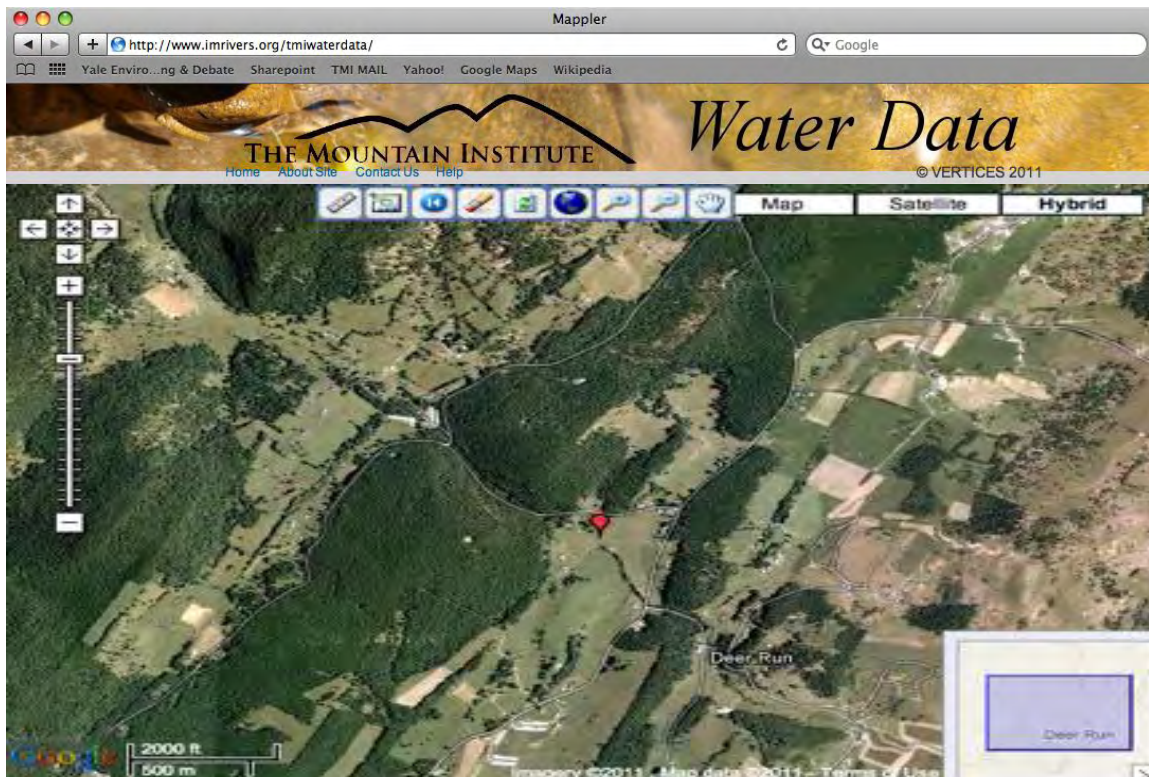 Mappler
http://www.imrivers.org/tmiwaterdata/
Google
Yale Enviro...ng & Debate Sharepoint TMI MAIL Yahoo! Google Maps Wikipedia
THE MOUNTAIN INSTITUTE
Water Data
Home About Site Contact Us Help
© VERTICES 2011
Map Satellite Hybrid
Deer Run
Deer Run
Google
2000 ft
500 m
Imagery ©2011 - Map data ©2011 - Terms of Use